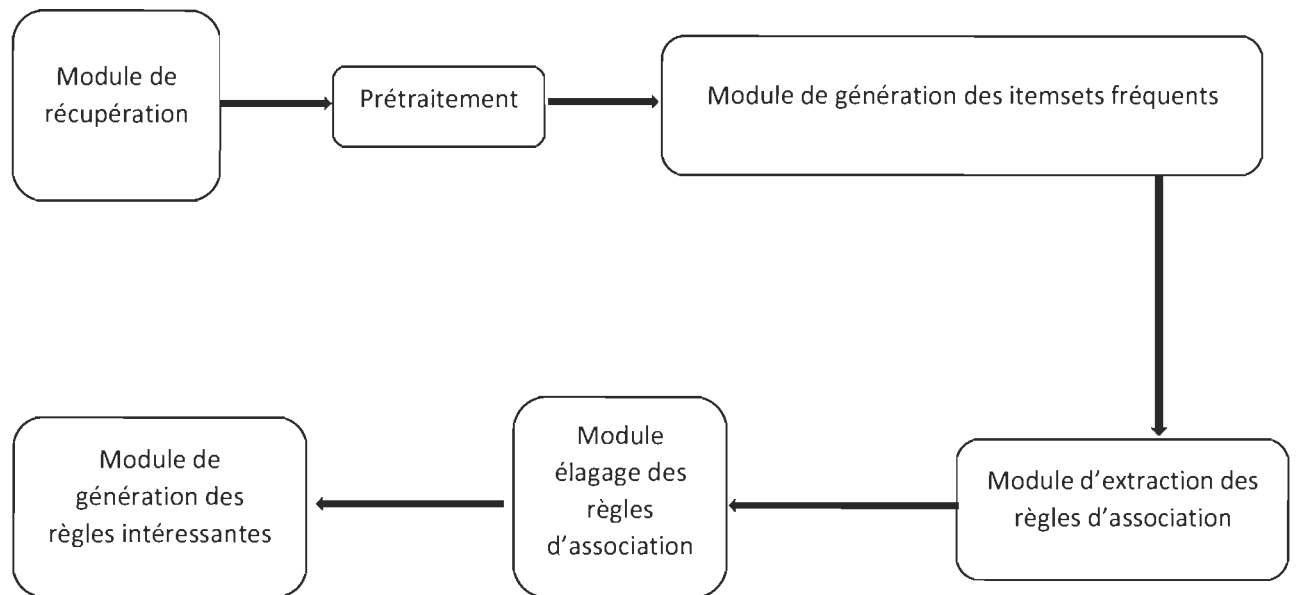 Module de
récupération
Prétraitement
Module de génération des itemsets fréquents
Module d’extraction des
règles d’association
Module
élagage des
règles
d’association
Module de
génération des
règles intéressantes